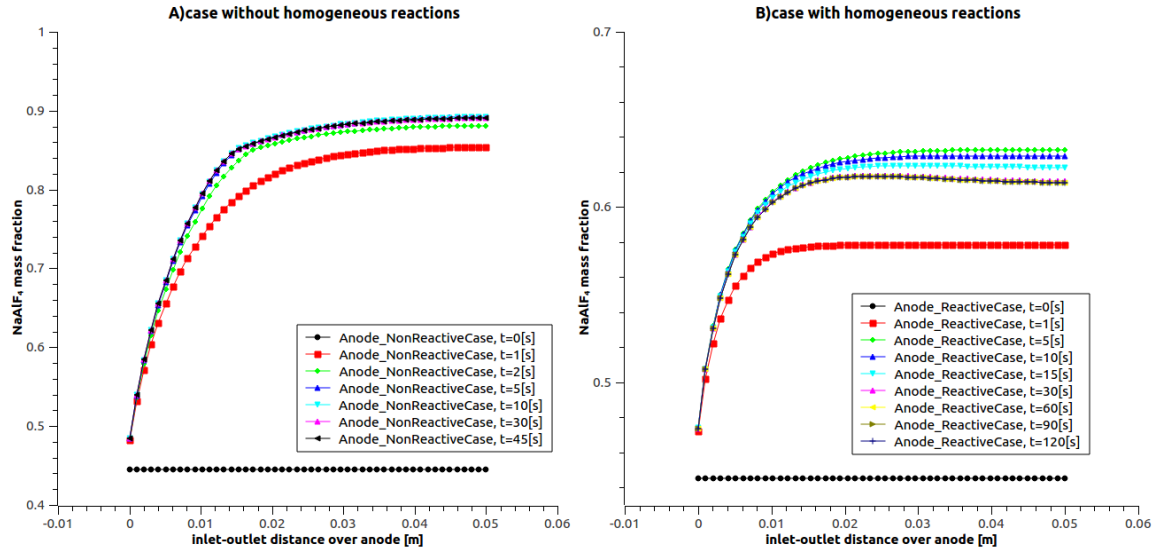 A)case without homogeneous reactions
1
0.9
0.8
0.7
0.6
0.5
0.4
NaAlF₄ mass fraction
Anode_NonReactiveCase, t=0[s]
Anode_NonReactiveCase, t=1[s]
Anode_NonReactiveCase, t=2[s]
Anode_NonReactiveCase, t=5[s]
Anode_NonReactiveCase, t=10[s]
Anode_NonReactiveCase, t=30[s]
Anode_NonReactiveCase, t=45[s]
-0.01 0 0.01 0.02 0.03 0.04 0.05 0.06
inlet-outlet distance over anode [m]
B)case with homogeneous reactions
0.7
0.6
0.5
NaAlF₄ mass fraction
Anode_ReactiveCase, t=0[s]
Anode_ReactiveCase, t=1[s]
Anode_ReactiveCase, t=5[s]
Anode_ReactiveCase, t=10[s]
Anode_ReactiveCase, t=15[s]
Anode_ReactiveCase, t=30[s]
Anode_ReactiveCase, t=60[s]
Anode_ReactiveCase, t=90[s]
Anode_ReactiveCase, t=120[s]
-0.01 0 0.01 0.02 0.03 0.04 0.05 0.06
inlet-outlet distance over anode [m]